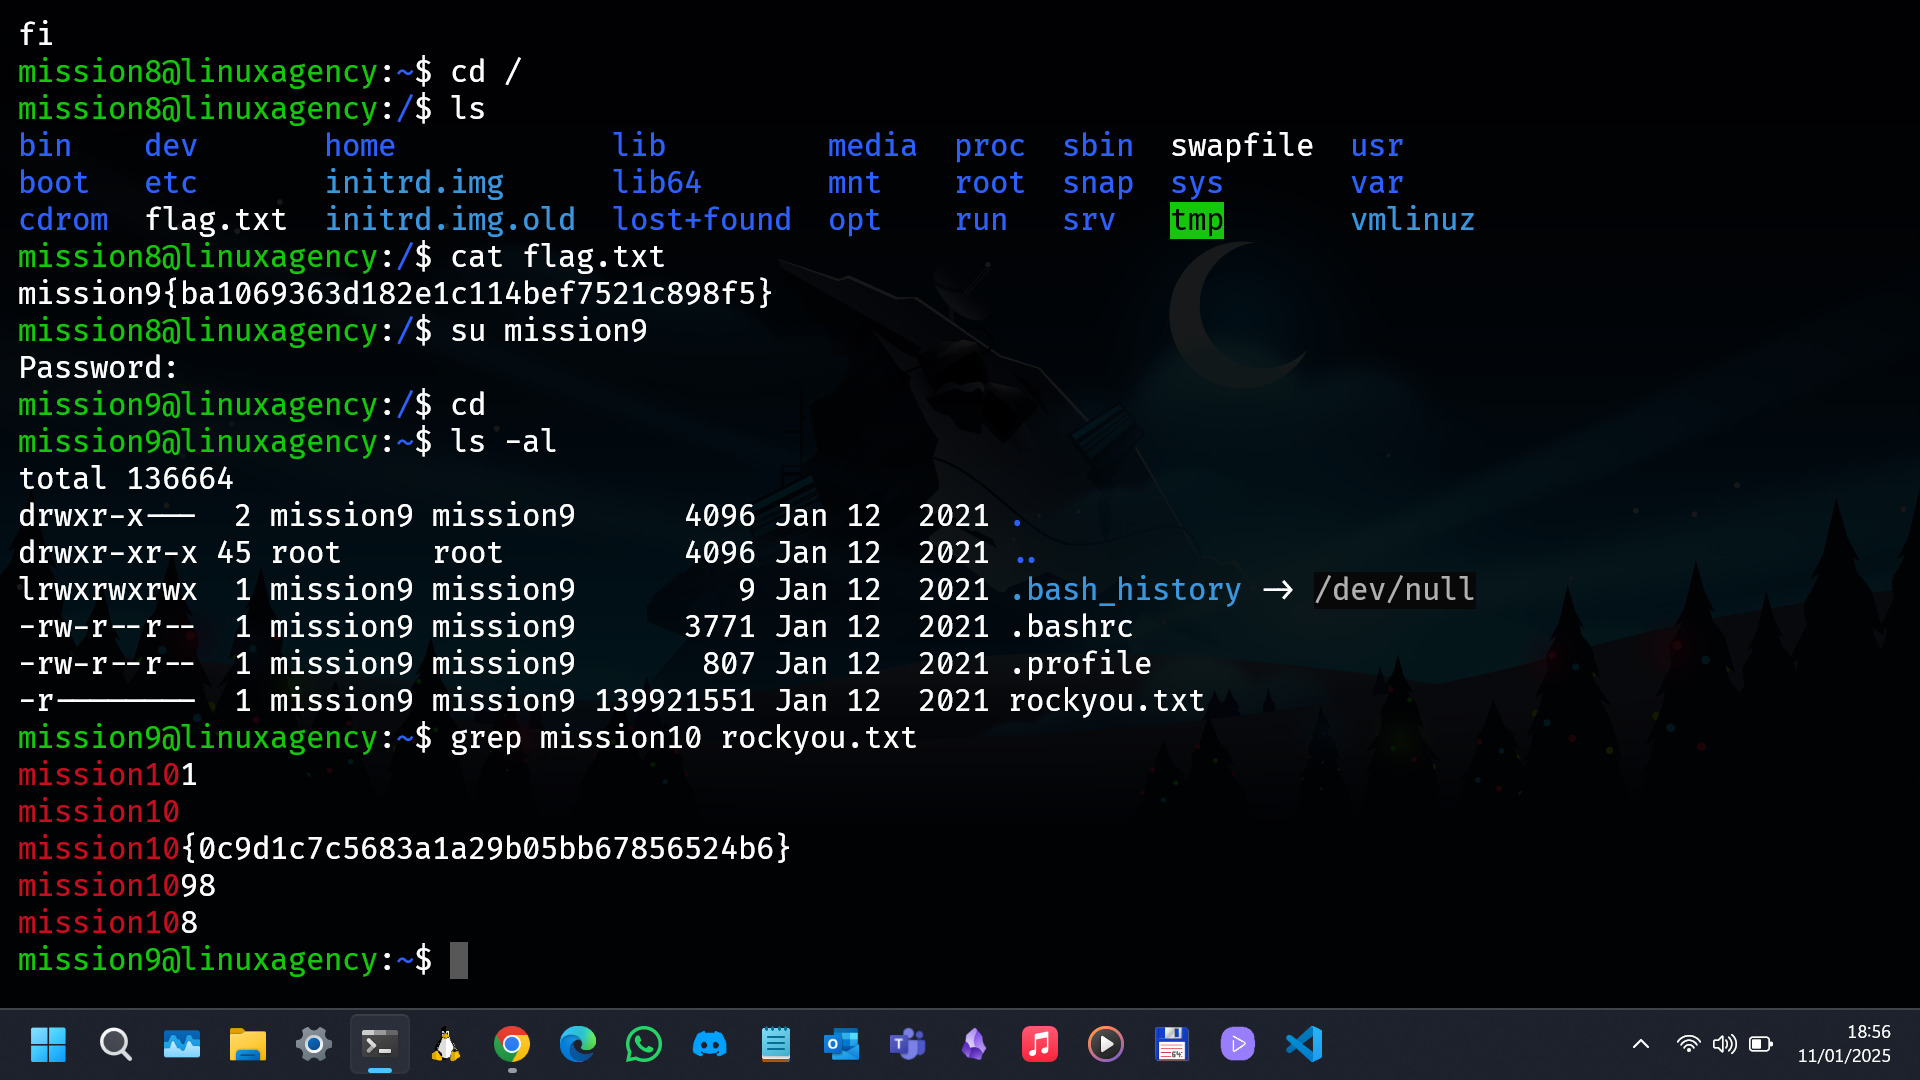 fi
mission8@linuxagency:~$ cd /
mission8@linuxagency:/$ ls
bin    dev       home            lib         media  proc  sbin  swapfile  usr
boot   etc       initrd.img      lib64       mnt    root  snap  sys       var
cdrom  flag.txt  initrd.img.old  lost+found  opt    run   srv   tmp       vmlinuz
mission8@linuxagency:/$ cat flag.txt
mission9{ba1069363d182e1c114bef7521c898f5}
mission8@linuxagency:/$ su mission9
Password:
mission9@linuxagency:/$ cd
mission9@linuxagency:~$ ls -al
total 136664
drwxr-x---  2 mission9 mission9      4096 Jan 12  2021 .
drwxr-xr-x 45 root     root          4096 Jan 12  2021 ..
lrwxrwxrwx  1 mission9 mission9         9 Jan 12  2021 .bash_history -> /dev/null
-rw-r--r--  1 mission9 mission9      3771 Jan 12  2021 .bashrc
-rw-r--r--  1 mission9 mission9       807 Jan 12  2021 .profile
-r--------  1 mission9 mission9 139921551 Jan 12  2021 rockyou.txt
mission9@linuxagency:~$ grep mission10 rockyou.txt
mission101
mission10
mission10{0c9d1c7c5683a1a29b05bb67856524b6}
mission1098
mission108
mission9@linuxagency:~$
18:56
11/01/2025